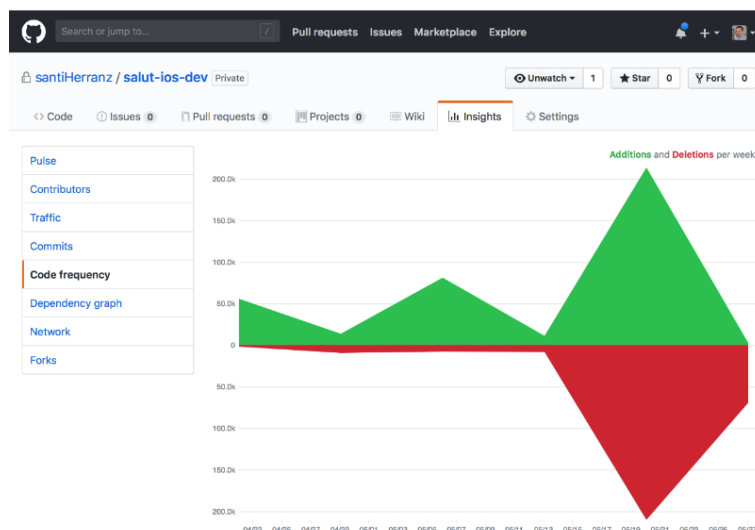 Search or jump to... / Pull requests Issues Marketplace Explore
santiHerranz / salut-ios-dev Private Unwatch 1 Star 0 Fork 0
Code Issues 0 Pull requests 0 Projects 0 Wiki Insights Settings
Additions and Deletions per week
Pulse
Contributors
Traffic
Commits
Code frequency
Dependency graph
Network
Forks
200.0k
150.0k
100.0k
50.0k
0
50.0k
100.0k
150.0k
200.0k